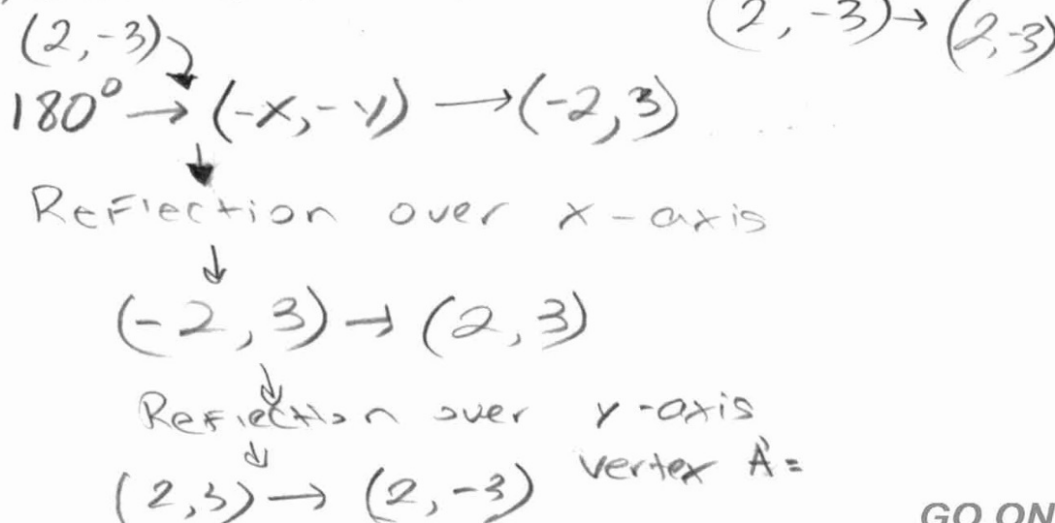 (2, -3)
(2, -3) → (2, -3)
180° → (-x, -y) → (-2, 3)
↓
Reflection over x-axis
↓
(-2, 3) → (2, 3)
↓
Reflection over y-axis
↓
(2, 3) → (2, -3) vertex A' =
GO ON